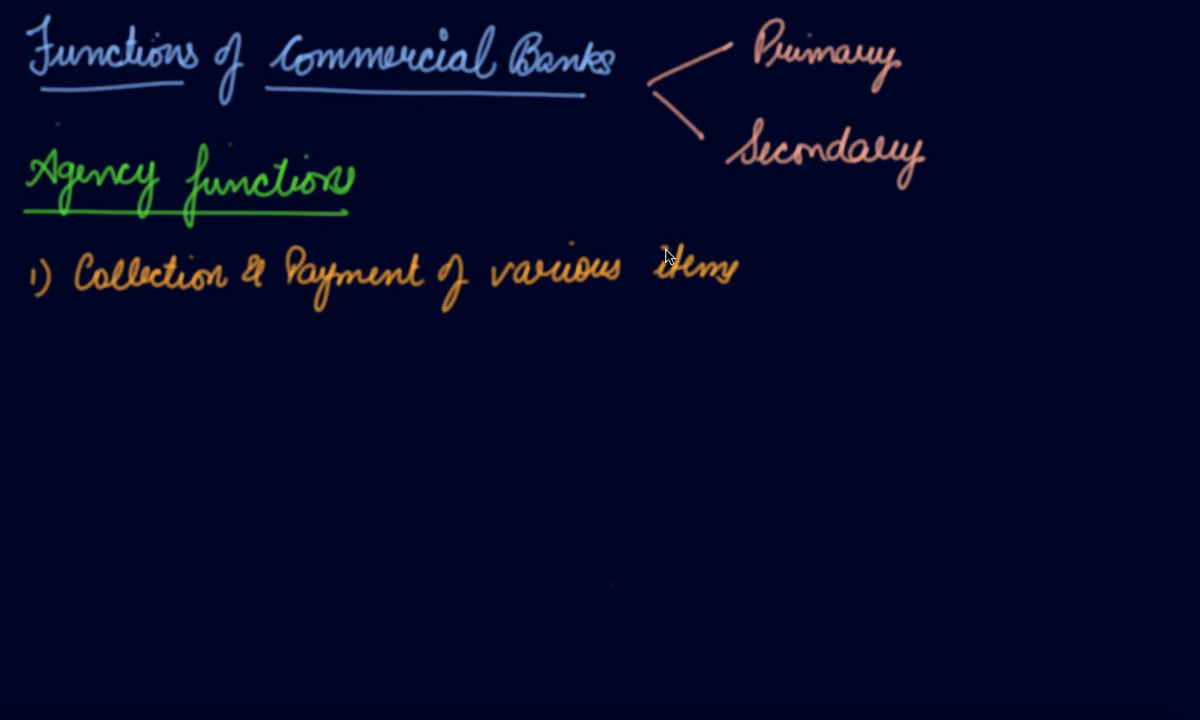 Functions of Commercial Banks
Primary
Secondary
Agency functions
1) Collection & Payment of various items